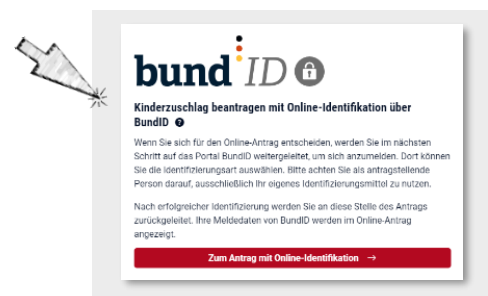 bund ID
Kinderzuschlag beantragen mit Online-Identifikation über
BundID
Wenn Sie sich für den Online-Antrag entscheiden, werden Sie im nächsten
Schritt auf das Portal BundID weitergeleitet, um sich anzumelden. Dort können
Sie die Identifizierungsart auswählen. Bitte achten Sie als antragstellende
Person darauf, ausschließlich Ihr eigenes Identifizierungsmittel zu nutzen.
Nach erfolgreicher Identifizierung werden Sie an diese Stelle des Antrags
zurückgeleitet. Ihre Meldedaten von BundID werden im Online-Antrag
angezeigt.
Zum Antrag mit Online-Identifikation →